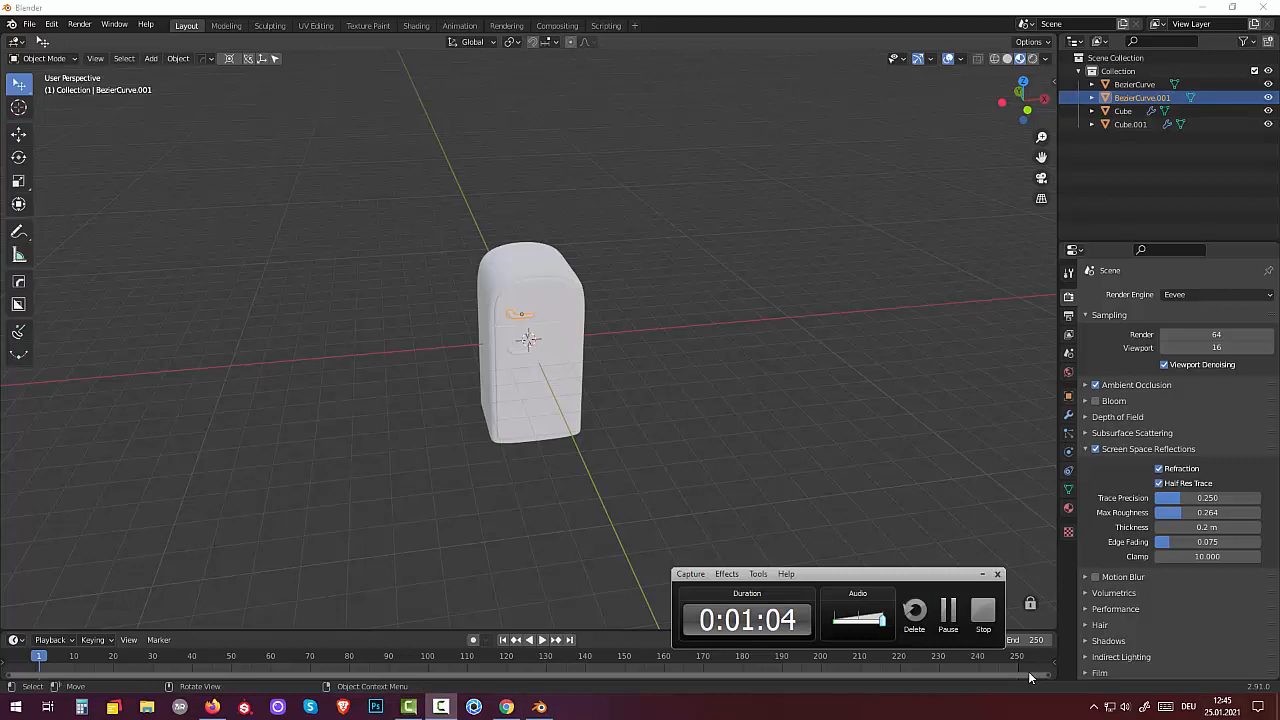 Blender
File Edit Render Window Help Layout Modeling Sculpting UV Editing Texture Paint Shading Animation Rendering Compositing Scripting + Scene View Layer
Global Options
Object Mode View Select Add Object
User Perspective
(1) Collection | BezierCurve.001
Scene Collection
Collection
BezierCurve
BezierCurve.001
Cube
Cube.001
X
Y
Z
Scene
Render Engine Eevee
Sampling
Render 64
Viewport 16
Viewport Denoising
Ambient Occlusion
Bloom
Depth of Field
Subsurface Scattering
Screen Space Reflections
Refraction
Half Res Trace
Trace Precision 0.250
Max Roughness 0.264
Thickness 0.2 m
Edge Fading 0.075
Clamp 10.000
Motion Blur
Volumetrics
Performance
Hair
Shadows
Indirect Lighting
Film
Capture Effects Tools Help
Duration Audio
0:01:04
Delete Pause Stop
Playback Keying View Marker End 250
1 10 20 30 40 50 60 70 80 90 100 110 120 130 140 150 160 170 180 190 200 210 220 230 240 250
Select Move Rotate View Object Context Menu 2.91.0
Ps
DEU 12:45
25.01.2021